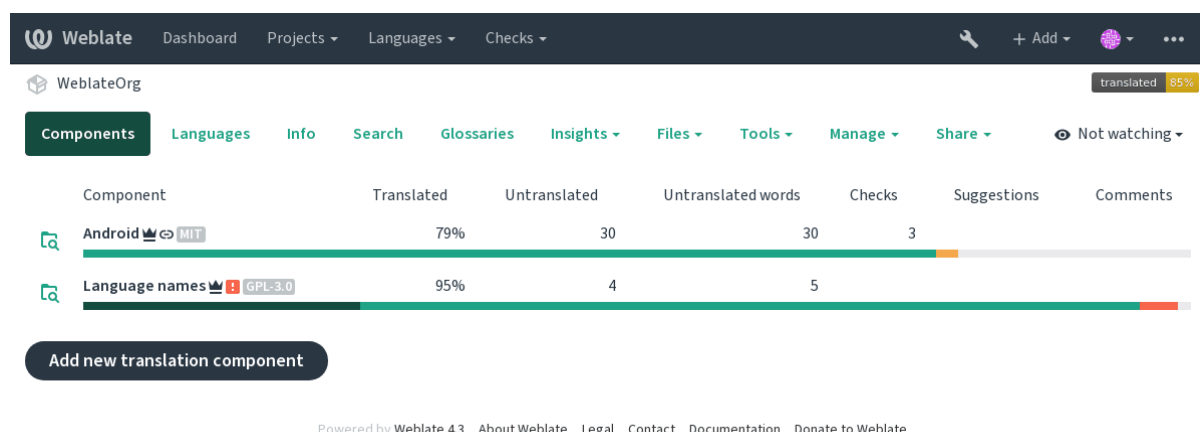 Weblate Dashboard Projects Languages Checks + Add
WeblateOrg translated 85%
Components Languages Info Search Glossaries Insights Files Tools Manage Share Not watching
Component Translated Untranslated Untranslated words Checks Suggestions Comments
Android MIT 79% 30 30 3
Language names GPL-3.0 95% 4 5
Add new translation component
Powered by Weblate 4.3 About Weblate Legal Contact Documentation Donate to Weblate